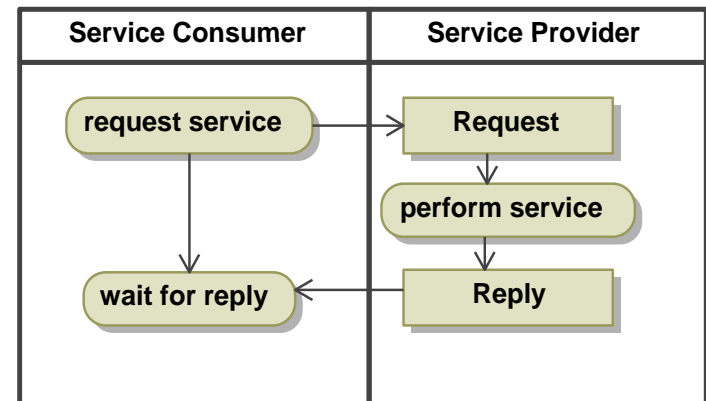 Service Consumer
Service Provider
request service
Request
perform service
wait for reply
Reply